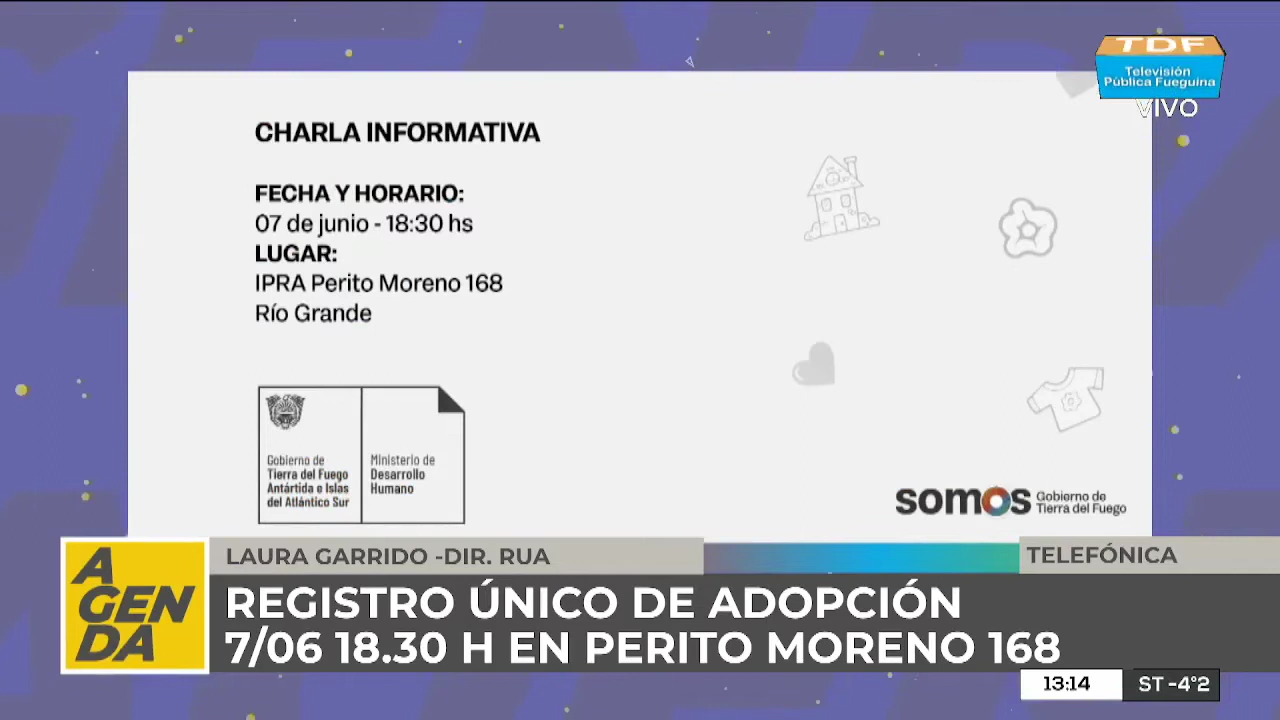 TDF
Televisión
Pública Fueguina
VIVO
CHARLA INFORMATIVA
FECHA Y HORARIO:
07 de junio - 18:30 hs
LUGAR:
IPRA Perito Moreno 168
Río Grande
Gobierno de
Tierra del Fuego
Antártida e Islas
del Atlántico Sur
Ministerio de
Desarrollo
Humano
somos
Gobierno de
Tierra del Fuego
AGENDA
LAURA GARRIDO -DIR. RUA
TELEFÓNICA
REGISTRO ÚNICO DE ADOPCIÓN
7/06 18.30 H EN PERITO MORENO 168
13:14
ST -4°2